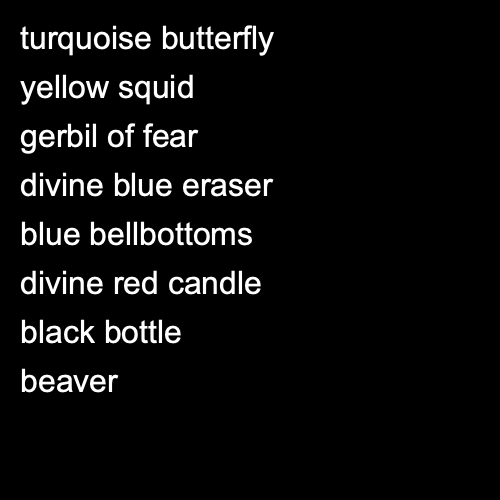 turquoise butterfly
yellow squid
gerbil of fear
divine blue eraser
blue bellbottoms
divine red candle
black bottle
beaver